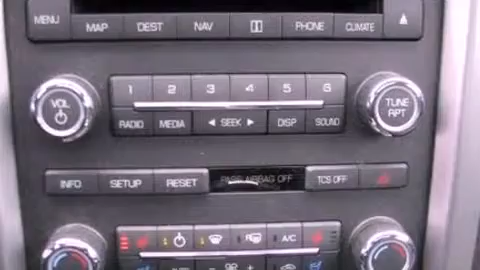 MENU MAP DEST NAV PHONE CLIMATE
1 2 3 4 5 6
VOL TUNE
RPT
RADIO MEDIA SEEK DISP SOUND
INFO SETUP RESET PASS AIRBAG OFF TCS OFF
A/C